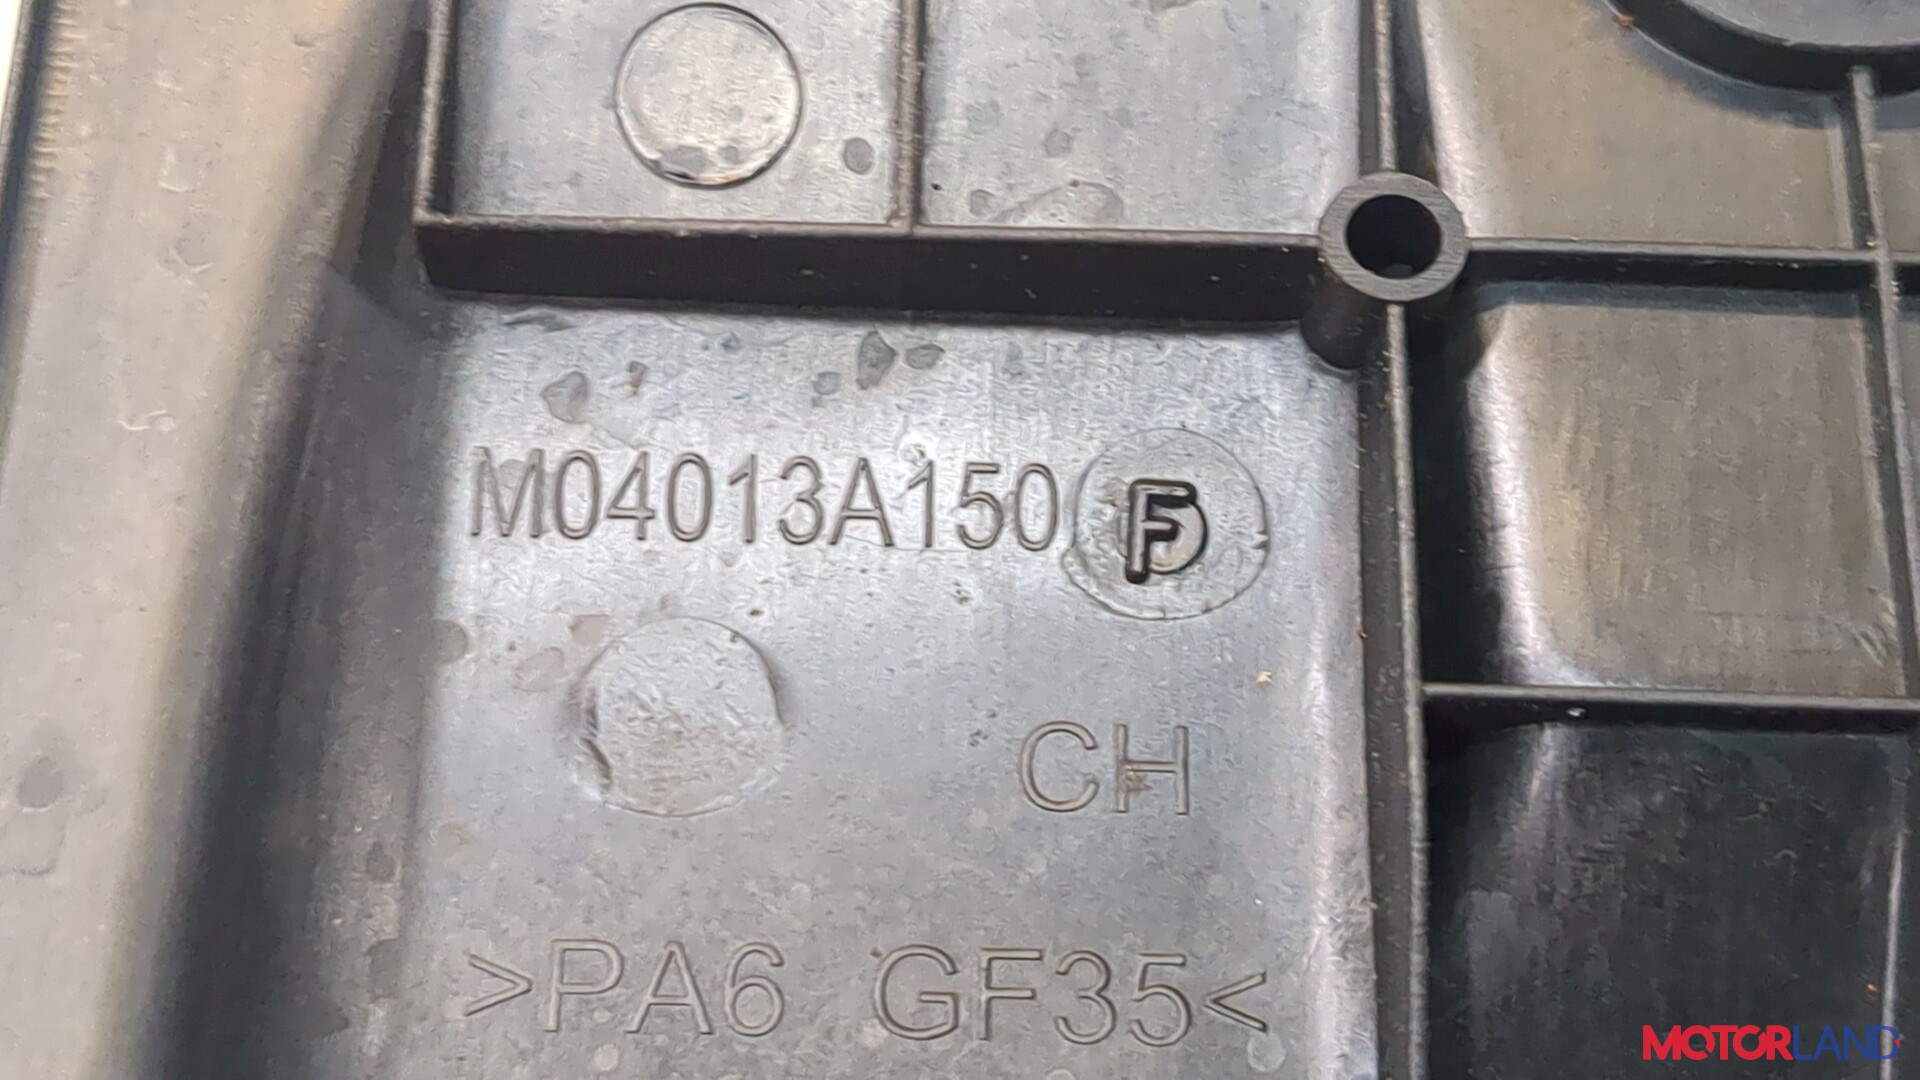 M04013A150 F
CH
>PA6 GF35<
MOTORLAND